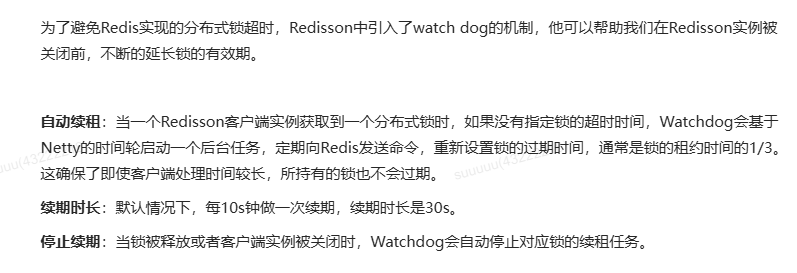 为了避免Redis实现的分布式锁超时，Redisson中引入了watch dog的机制，他可以帮助我们在Redisson实例被
关闭前，不断的延长锁的有效期。
自动续租：当一个Redisson客户端实例获取到一个分布式锁时，如果没有指定锁的超时时间，Watchdog会基于
Netty的时间轮启动一个后台任务，定期向Redis发送命令，重新设置锁的过期时间，通常是锁的租约时间的1/3。
这确保了即使客户端处理时间较长，所持有的锁也不会过期。
续期时长：默认情况下，每10s钟做一次续期，续期时长是30s。
停止续期：当锁被释放或者客户端实例被关闭时，Watchdog会自动停止对应锁的续租任务。